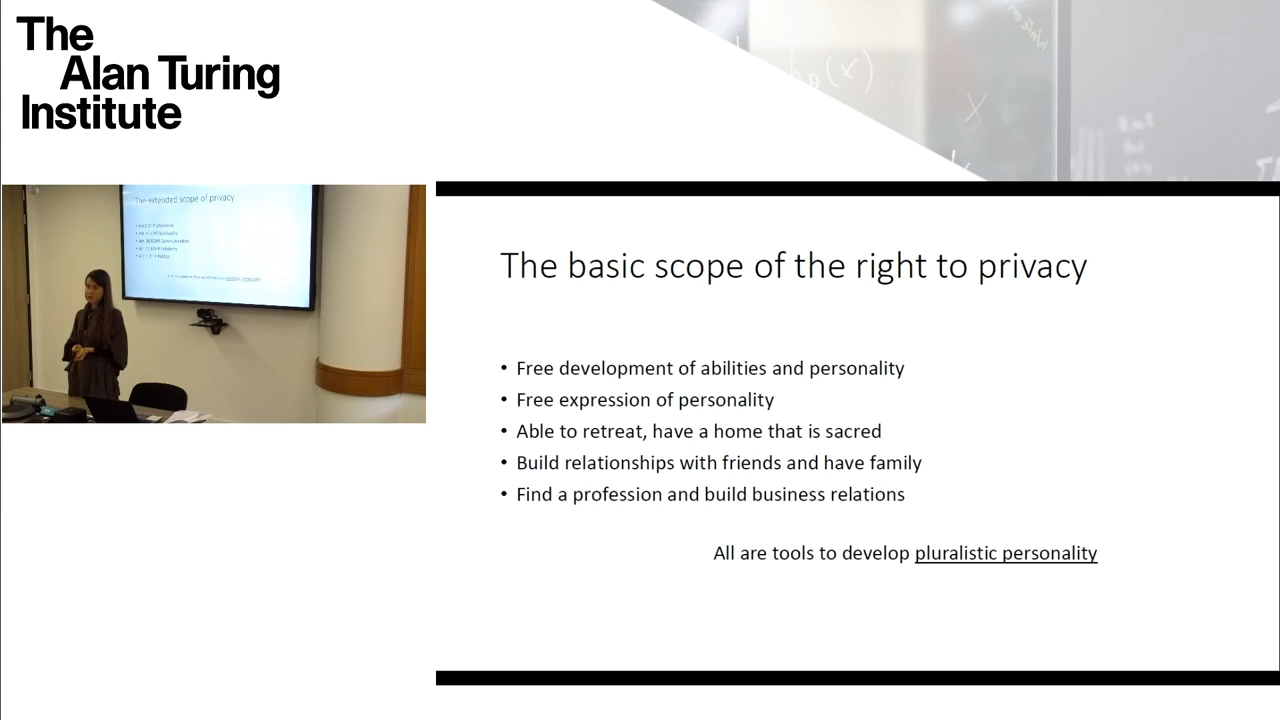 The
Alan Turing
Institute
The extended scope of privacy
The basic scope of the right to privacy
• Free development of abilities and personality
• Free expression of personality
• Able to retreat, have a home that is sacred
• Build relationships with friends and have family
• Find a profession and build business relations
All are tools to develop pluralistic personality